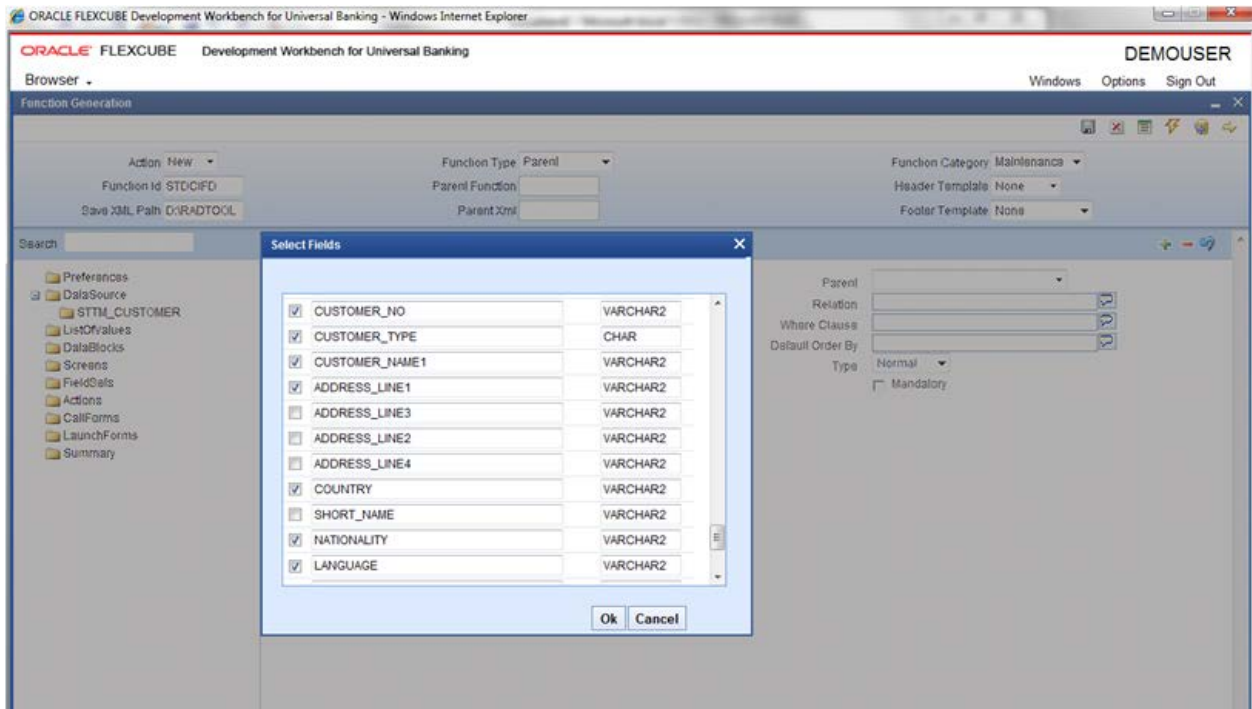 ORACLE FLEXCUBE Development Workbench for Universal Banking - Windows Internet Explorer
ORACLE FLEXCUBE Development Workbench for Universal Banking DEMOUSER
Browser Windows Options Sign Out
Function Generation
Action New Function Type Parent Function Category Maintenance
Function Id STDCIFD Parent Function Header Template None
Save XML Path D:\RADTOOL Parent Xml Footer Template None
Search
Select Fields
Preferences
DataSource
STTM_CUSTOMER
ListOfValues
DataBlocks
Screens
FieldSets
Actions
CallForms
LaunchForms
Summary
CUSTOMER_NO VARCHAR2
CUSTOMER_TYPE CHAR
CUSTOMER_NAME1 VARCHAR2
ADDRESS_LINE1 VARCHAR2
ADDRESS_LINE3 VARCHAR2
ADDRESS_LINE2 VARCHAR2
ADDRESS_LINE4 VARCHAR2
COUNTRY VARCHAR2
SHORT_NAME VARCHAR2
NATIONALITY VARCHAR2
LANGUAGE VARCHAR2
Ok Cancel
Parent
Relation
Where Clause
Default Order By
Type Normal
Mandatory